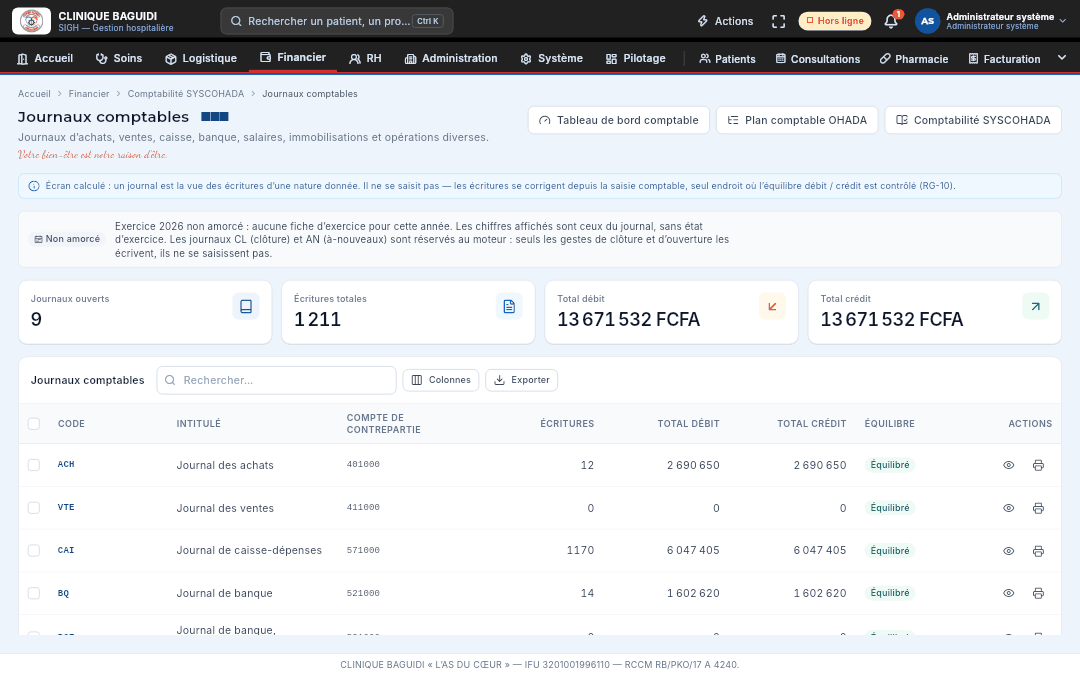 CLINIQUE BAGUIDI
SIGH — Gestion hospitalière
Rechercher un patient, un pro... Ctrl K
Actions
Hors ligne
1
AS
Administrateur système
Administrateur système
Accueil
Soins
Logistique
Financier
RH
Administration
Système
Pilotage
Patients
Consultations
Pharmacie
Facturation
Accueil > Financier > Comptabilité SYSCOHADA > Journaux comptables
Journaux comptables
Journaux d'achats, ventes, caisse, banque, salaires, immobilisations et opérations diverses.
Votre bien-être est notre raison d'être.
Tableau de bord comptable
Plan comptable OHADA
Comptabilité SYSCOHADA
Écran calculé : un journal est la vue des écritures d'une nature donnée. Il ne se saisit pas — les écritures se corrigent depuis la saisie comptable, seul endroit où l'équilibre débit / crédit est contrôlé (RG-10).
Non amorcé
Exercice 2026 non amorcé : aucune fiche d'exercice pour cette année. Les chiffres affichés sont ceux du journal, sans état
d'exercice. Les journaux CL (clôture) et AN (à-nouveaux) sont réservés au moteur : seuls les gestes de clôture et d'ouverture les
écrivent, ils ne se saisissent pas.
Journaux ouverts
9
Écritures totales
1 211
Total débit
13 671 532 FCFA
Total crédit
13 671 532 FCFA
Journaux comptables
Rechercher...
Colonnes
Exporter
CODE INTITULÉ COMPTE DE CONTREPARTIE ÉCRITURES TOTAL DÉBIT TOTAL CRÉDIT ÉQUILIBRE ACTIONS
ACH Journal des achats 401000 12 2 690 650 2 690 650 Équilibré
VTE Journal des ventes 411000 0 0 0 Équilibré
CAI Journal de caisse-dépenses 571000 1170 6 047 405 6 047 405 Équilibré
BQ Journal de banque 521000 14 1 602 620 1 602 620 Équilibré
Journal de banque,
CLINIQUE BAGUIDI « L'AS DU CŒUR » — IFU 3201001996110 — RCCM RB/PKO/17 A 4240.